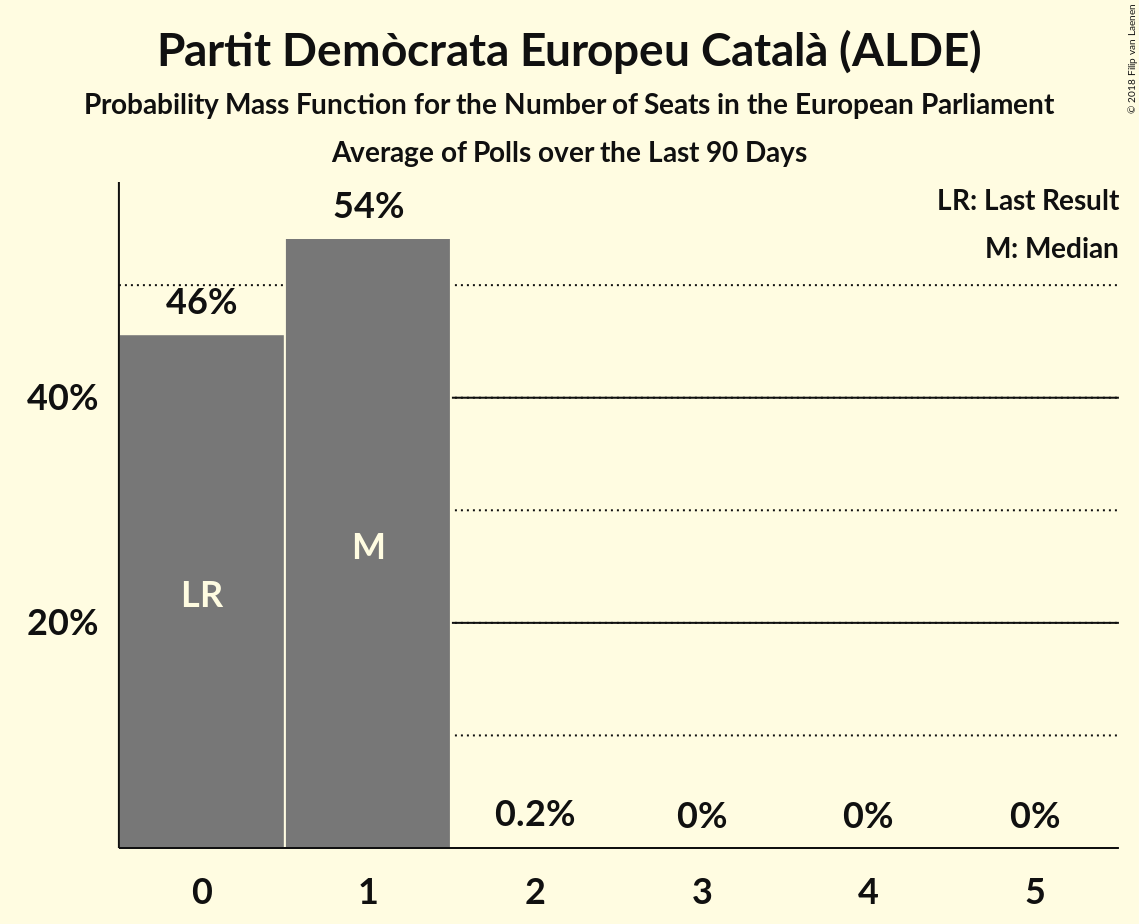 Partit Demòcrata Europeu Català (ALDE)
Probability Mass Function for the Number of Seats in the European Parliament
Average of Polls over the Last 90 Days
© 2018 Filip van Laenen
LR: Last Result
M: Median
54%
46%
40%
20%
LR
M
0.2%
0%
0%
0%
0 1 2 3 4 5